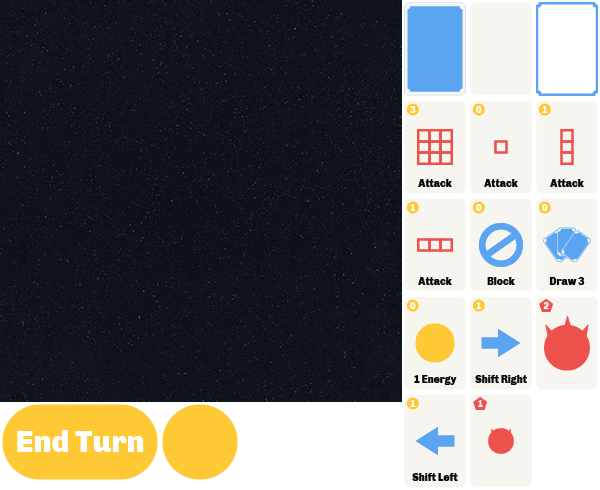 3
Attack
0
Attack
1
Attack
1
Attack
0
Block
0
Draw 3
0
1 Energy
1
Shift Right
2
1
Shift Left
1
End Turn